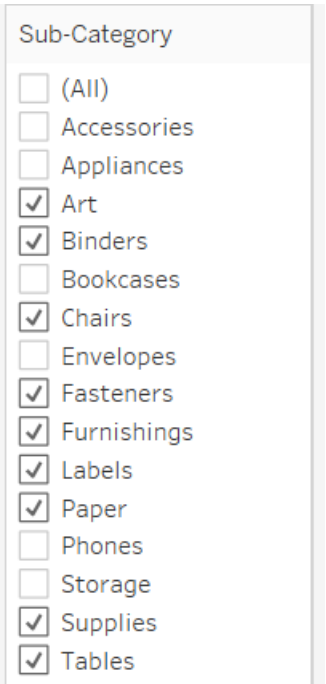 Sub-Category
(All)
Accessories
Appliances
Art
Binders
Bookcases
Chairs
Envelopes
Fasteners
Furnishings
Labels
Paper
Phones
Storage
Supplies
Tables